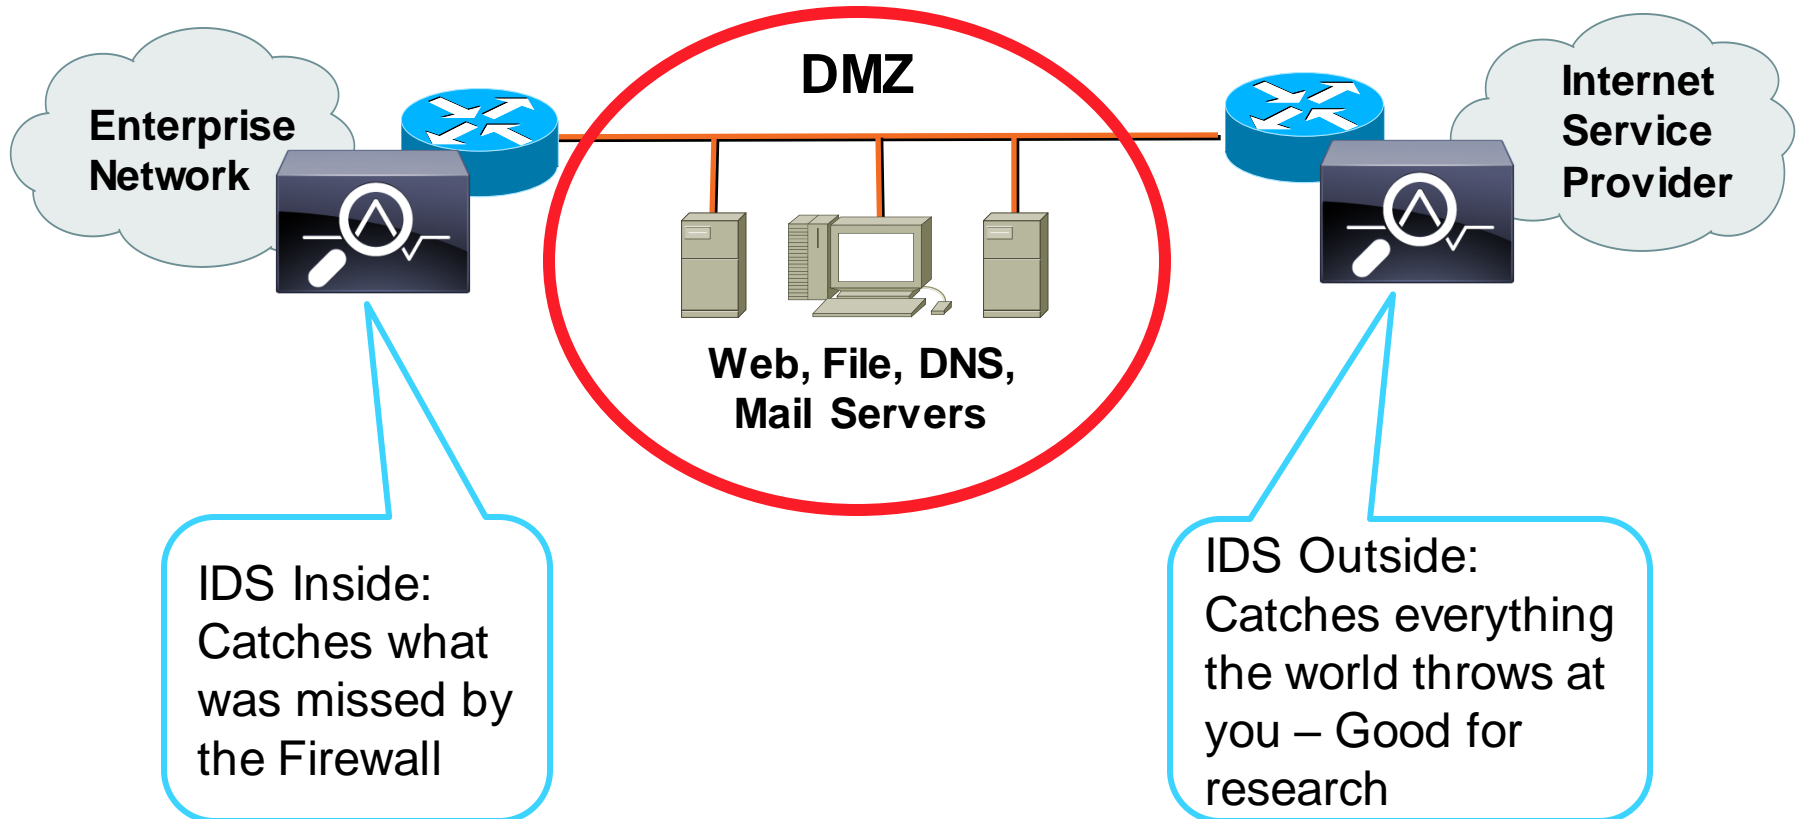 DMZ
Enterprise
Network
Internet
Service
Provider
Web, File, DNS,
Mail Servers
IDS Inside:
Catches what
was missed by
the Firewall
IDS Outside:
Catches everything
the world throws at
you – Good for
research